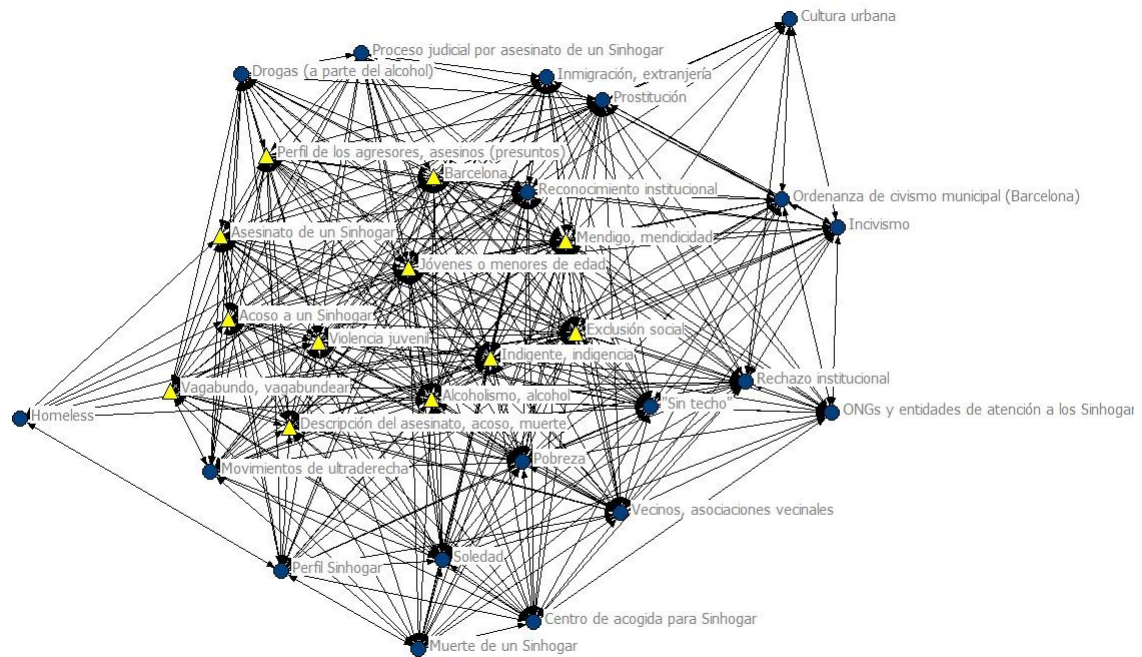 Cultura urbana
Proceso judicial por asesinato de un Sinhogar
Drogas (a parte del alcohol)
Inmigración, extranjería
Prostitución
Perfil de los agresores, asesinos (presuntos)
Barcelona
Reconocimiento institucional
Ordenanza de civismo municipal (Barcelona)
Incivismo
Asesinato de un Sinhogar
Mendigo, mendicidad
Jóvenes o menores de edad
Acoso a un Sinhogar
Violencia juvenil
Exclusión social
Indigente, indigencia
Rechazo institucional
Vagabundo, vagabundear
Alcoholismo, alcohol
"Sin techo"
ONGs y entidades de atención a los Sinhogar
Homeless
Descripción del asesinato, acoso, muerte
Pobreza
Movimientos de ultraderecha
Vecinos, asociaciones vecinales
Soledad
Perfil Sinhogar
Centro de acogida para Sinhogar
Muerte de un Sinhogar